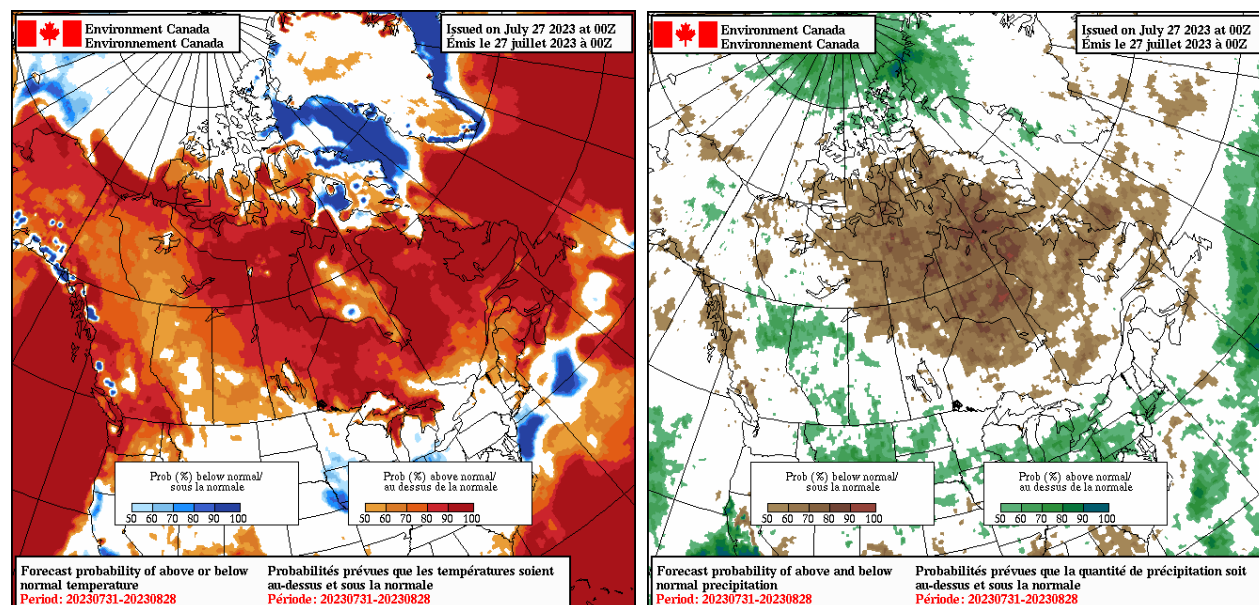 Environment Canada
Environnement Canada
Issued on July 27 2023 at 00Z
Émis le 27 juillet 2023 à 00Z
Prob (%) below normal/
sous la normale
50 60 70 80 90 100
Prob (%) above normal/
au dessus de la normale
50 60 70 80 90 100
Forecast probability of above or below
normal temperature
Period: 20230731-20230828
Probabilités prévues que les températures soient
au-dessus et sous la normale
Période: 20230731-20230828
Environment Canada
Environnement Canada
Issued on July 27 2023 at 00Z
Émis le 27 juillet 2023 à 00Z
Prob (%) below normal/
sous la normale
50 60 70 80 90 100
Prob (%) above normal/
au dessus de la normale
50 60 70 80 90 100
Forecast probability of above and below
normal precipitation
Period: 20230731-20230828
Probabilités prévues que la quantité de précipitation soit
au-dessus et sous la normale
Période: 20230731-20230828